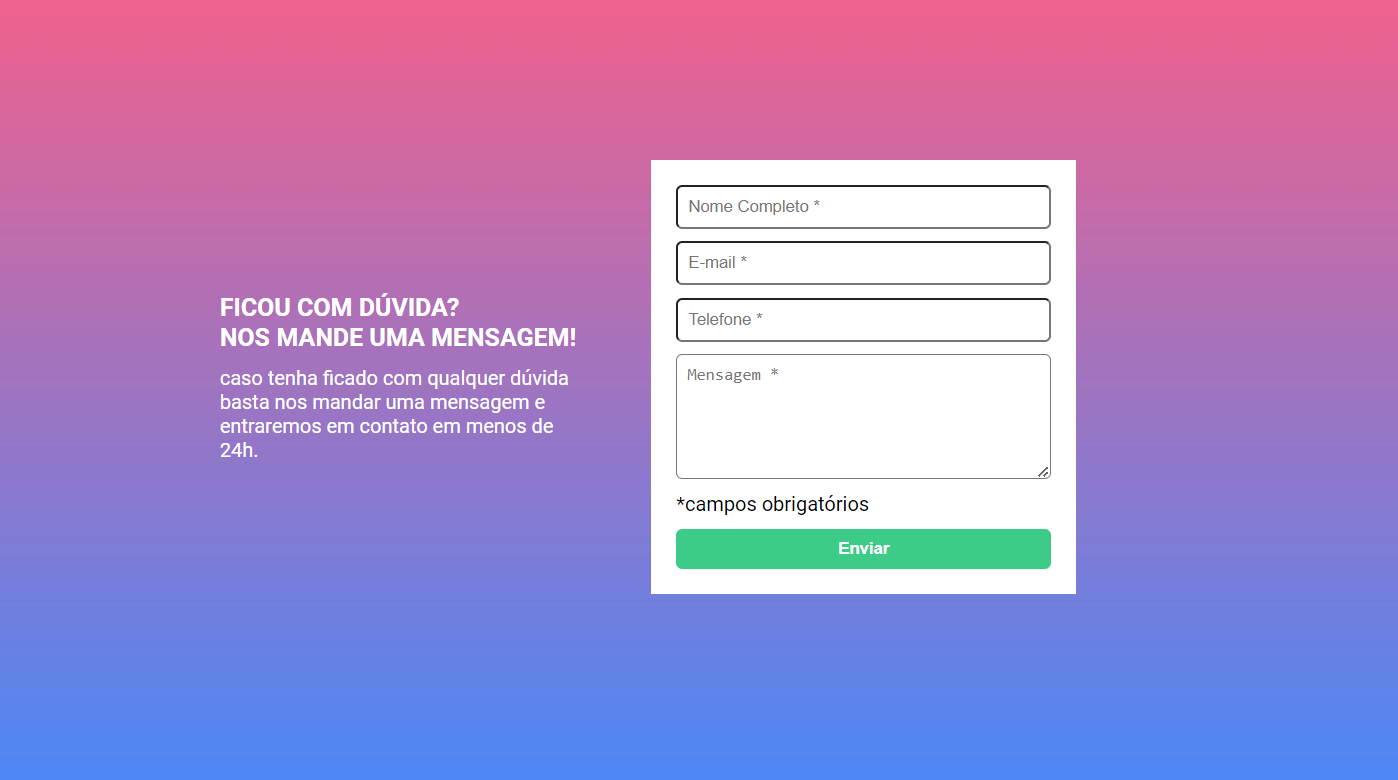 FICOU COM DÚVIDA?
NOS MANDE UMA MENSAGEM!
caso tenha ficado com qualquer dúvida
basta nos mandar uma mensagem e
entraremos em contato em menos de
24h.
Nome Completo *
E-mail *
Telefone *
Mensagem *
*campos obrigatórios
Enviar